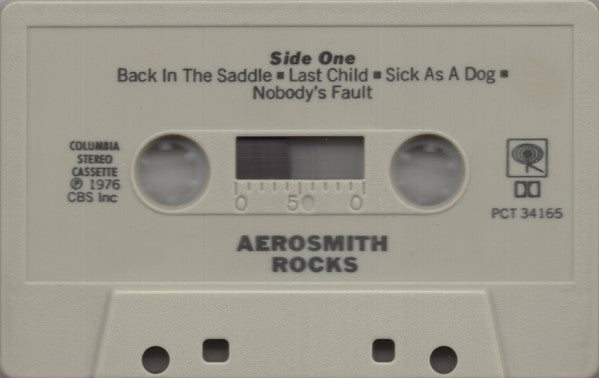 Side One
Back In The Saddle ▪ Last Child ▪ Sick As A Dog ▪
Nobody's Fault
COLUMBIA
STEREO
CASSETTE
℗ 1976
CBS Inc
0 50 0
PCT 34165
AEROSMITH
ROCKS